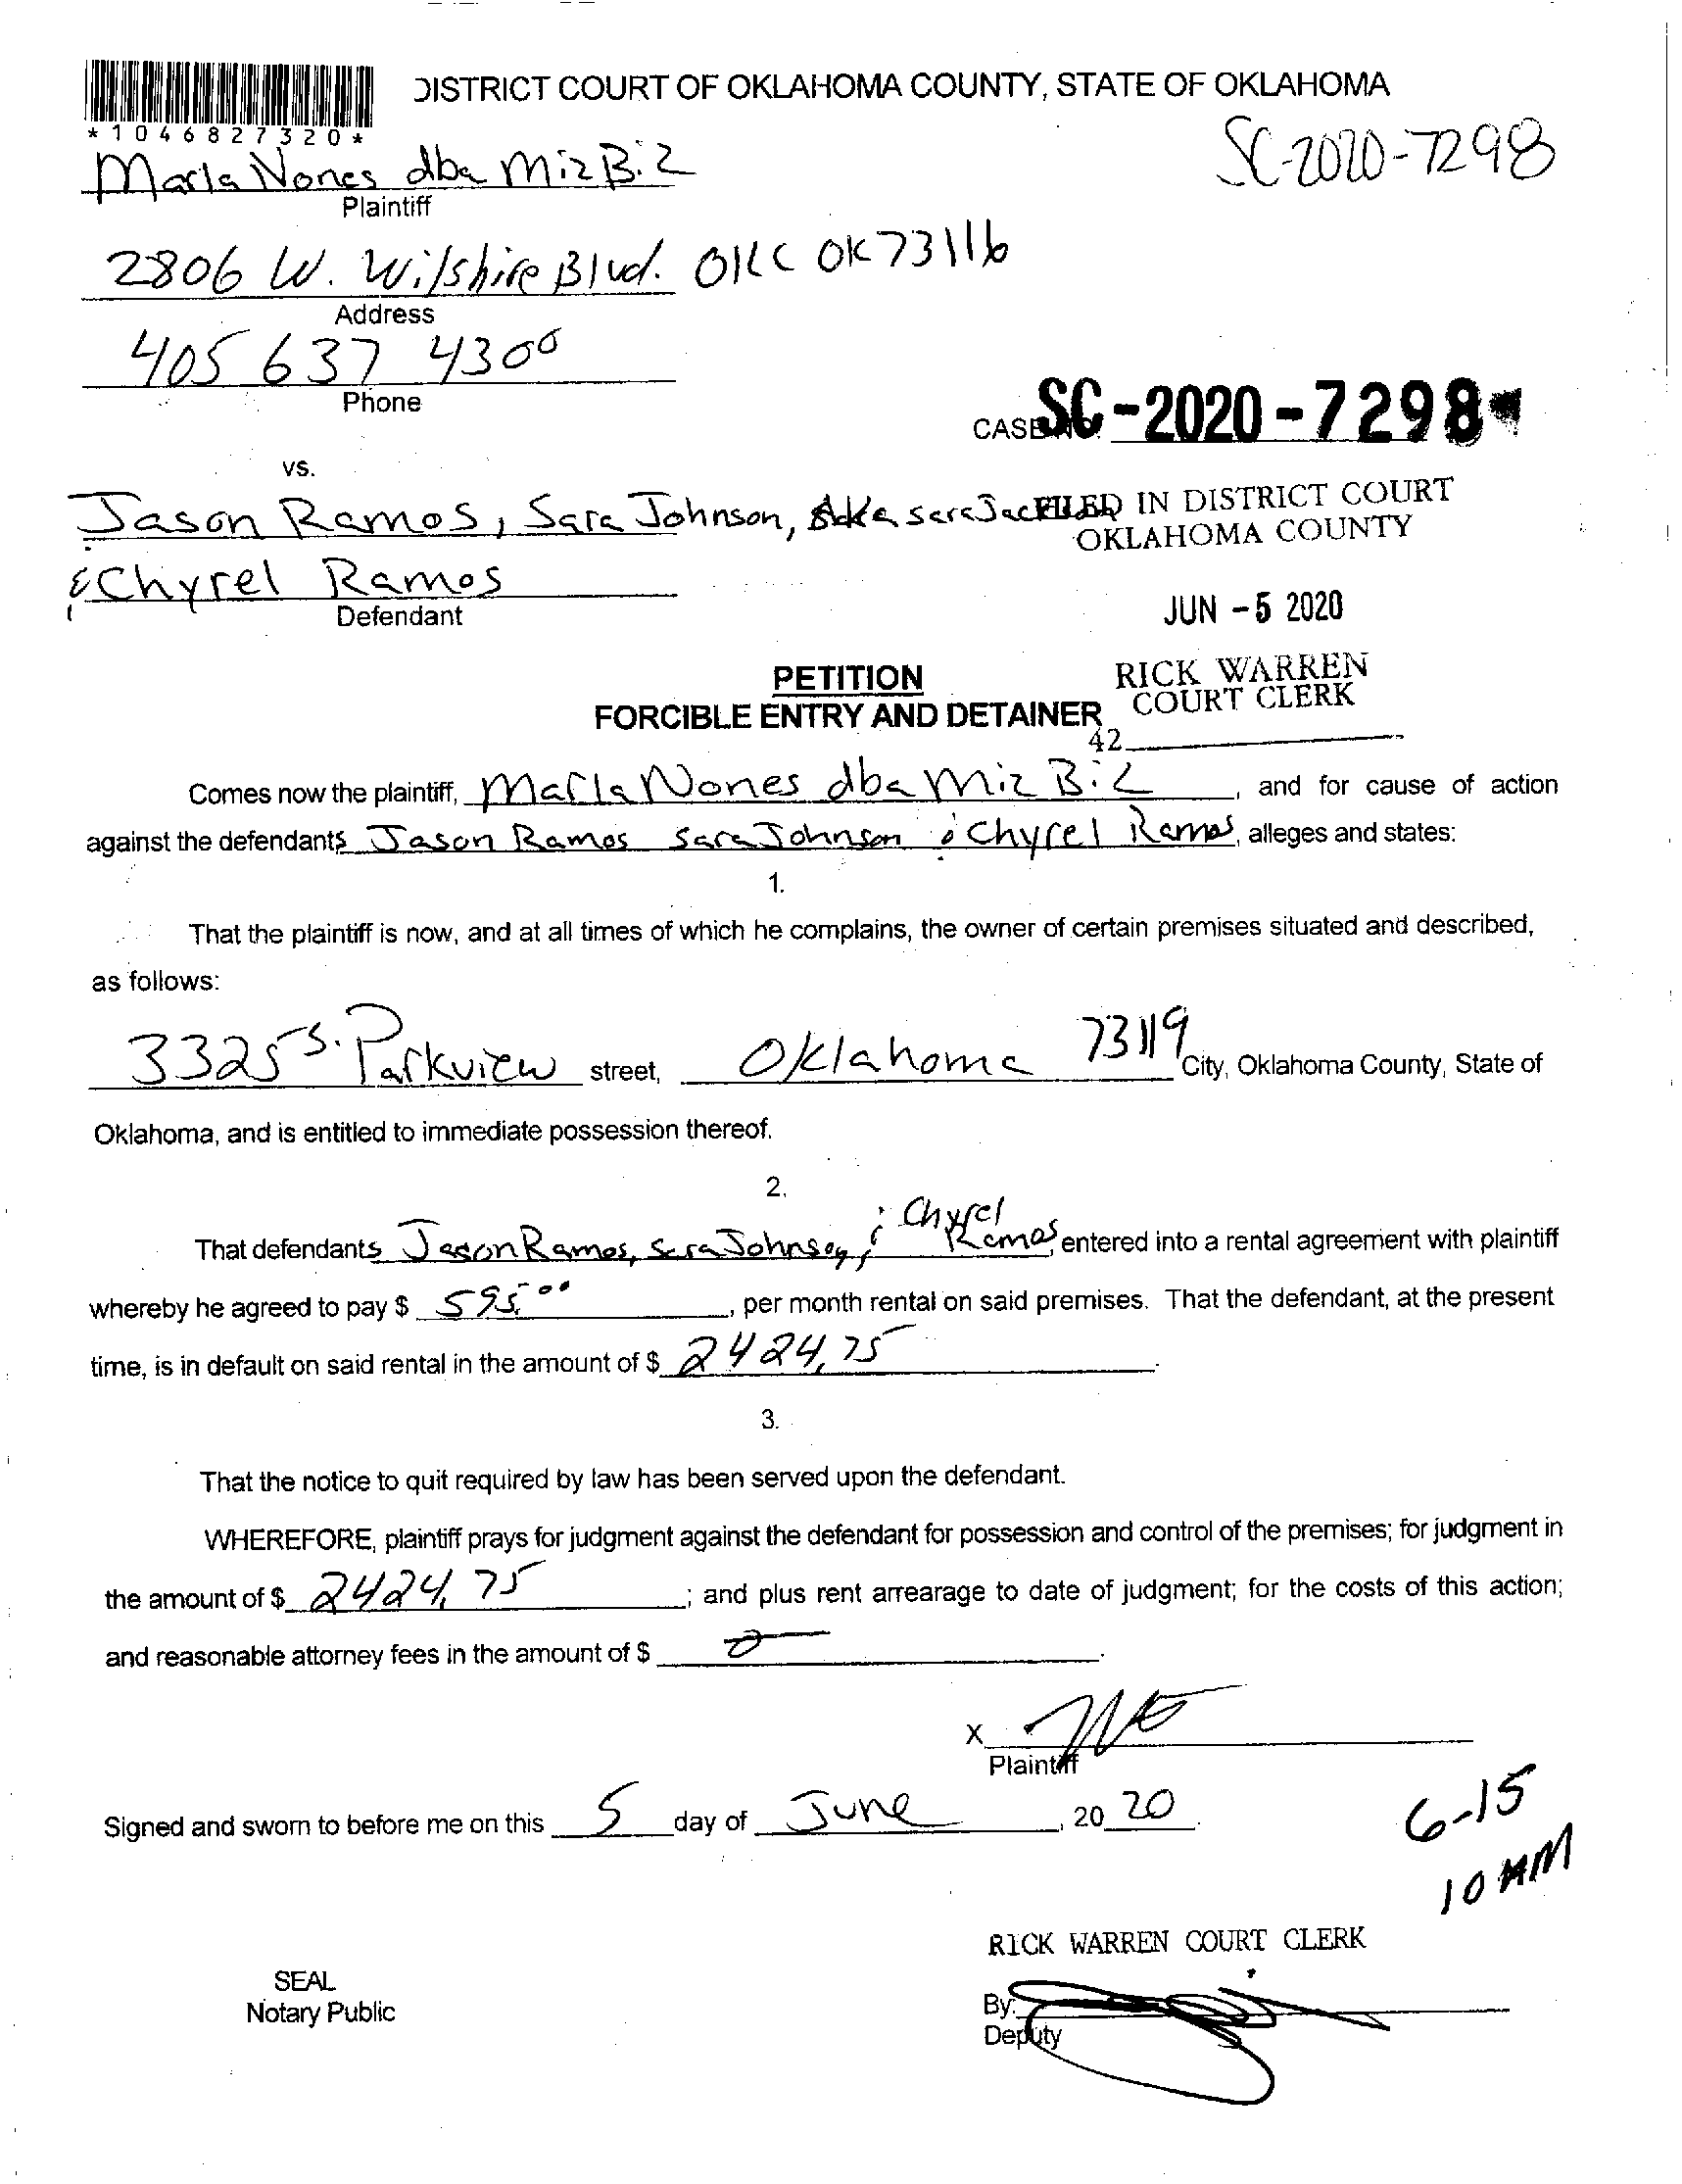 DISTRICT COURT OF OKLAHOMA COUNTY, STATE OF OKLAHOMA
*1046827320*
SC-2020-7298
Marla Nones dba Miz Biz
Plaintiff
2806 W. Wilshire Blvd. OKC OK 73116
Address
405 637 4300
Phone
CASE NO. SC-2020-7298
vs.
Jason Ramos, Sara Johnson, Aka Sara
FILED IN DISTRICT COURT
OKLAHOMA COUNTY
& Chyrel Ramos
Defendant
JUN -5 2020
RICK WARREN
COURT CLERK
42
PETITION
FORCIBLE ENTRY AND DETAINER
Comes now the plaintiff, Marla Nones dba Miz Biz, and for cause of action
against the defendants Jason Ramos Sara Johnson & Chyrel Ramos, alleges and states:
1.
That the plaintiff is now, and at all times of which he complains, the owner of certain premises situated and described,
as follows:
3325 S. Parkview street, Oklahoma 73119 City, Oklahoma County, State of
Oklahoma, and is entitled to immediate possession thereof.
2.
That defendants Jason Ramos, Sara Johnson, & Chyrel Ramos, entered into a rental agreement with plaintiff
whereby he agreed to pay $ 595.00, per month rental on said premises. That the defendant, at the present
time, is in default on said rental in the amount of $ 2424.75.
3.
That the notice to quit required by law has been served upon the defendant.
WHEREFORE, plaintiff prays for judgment against the defendant for possession and control of the premises; for judgment in
the amount of $ 2424.75; and plus rent arrearage to date of judgment; for the costs of this action;
and reasonable attorney fees in the amount of $ 0.
X
Plaintiff
Signed and sworn to before me on this 5 day of June, 2020.
6-15
10 AM
RICK WARREN COURT CLERK
SEAL
Notary Public
By:
Deputy